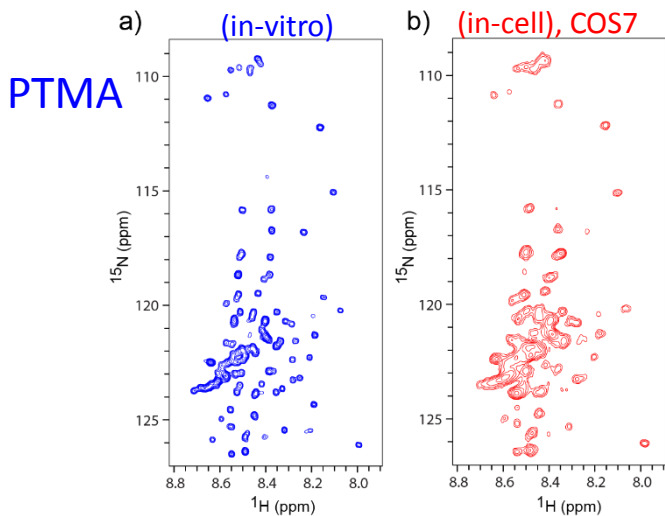 a) (in-vitro)
b) (in-cell), COS7
PTMA
110
115
120
125
15N (ppm)
8.8 8.6 8.4 8.2 8.0
1H (ppm)
110
115
120
125
15N (ppm)
8.8 8.6 8.4 8.2 8.0
1H (ppm)